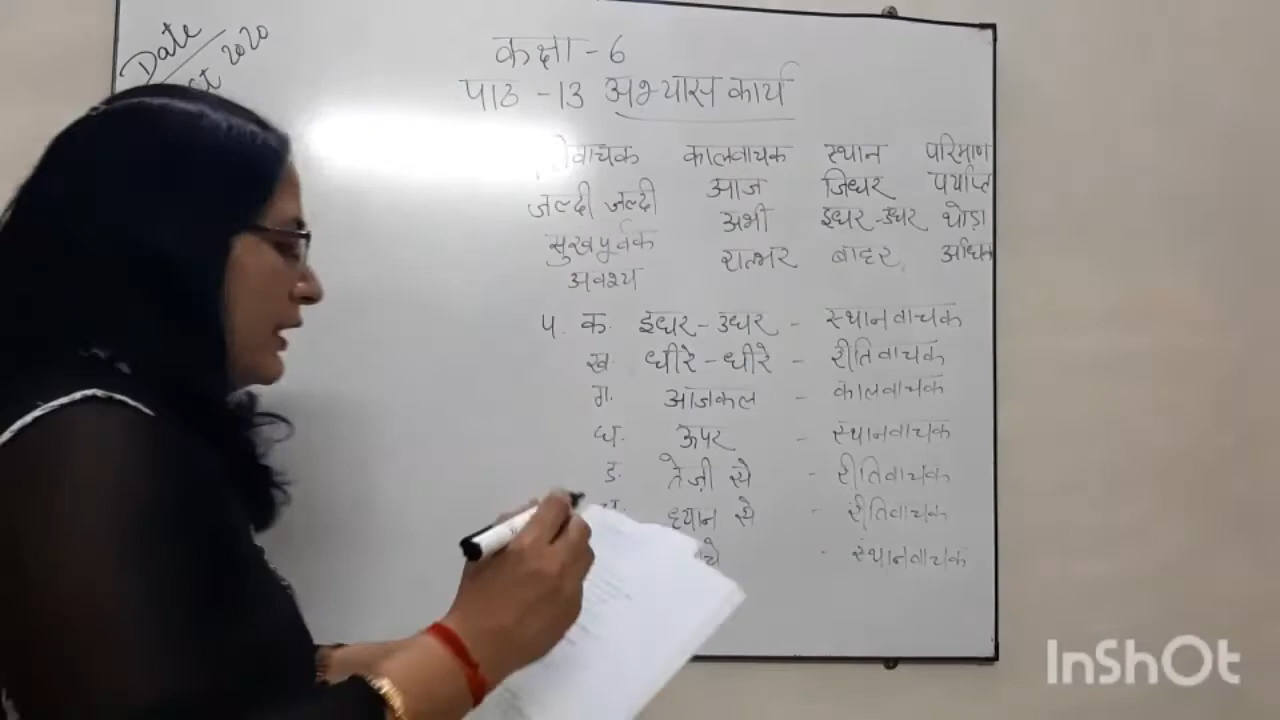 Date
2020
कक्षा - 6
पाठ - 13 अभ्यास कार्य
कालवाचक स्थान परिमाण
जल्दी जल्दी आज जिधर पर्याप्त
सुखपूर्वक अभी इधर-उधर थोड़ा
अवश्य रातभर बाहर अधिक
प. क. इधर-उधर - स्थानवाचक
ख. धीरे-धीरे - रीतिवाचक
ग. आजकल - कालवाचक
घ. ऊपर - स्थानवाचक
ङ. तेज़ी से - रीतिवाचक
ध्यान से - रीतिवाचक
- स्थानवाचक
InShOt